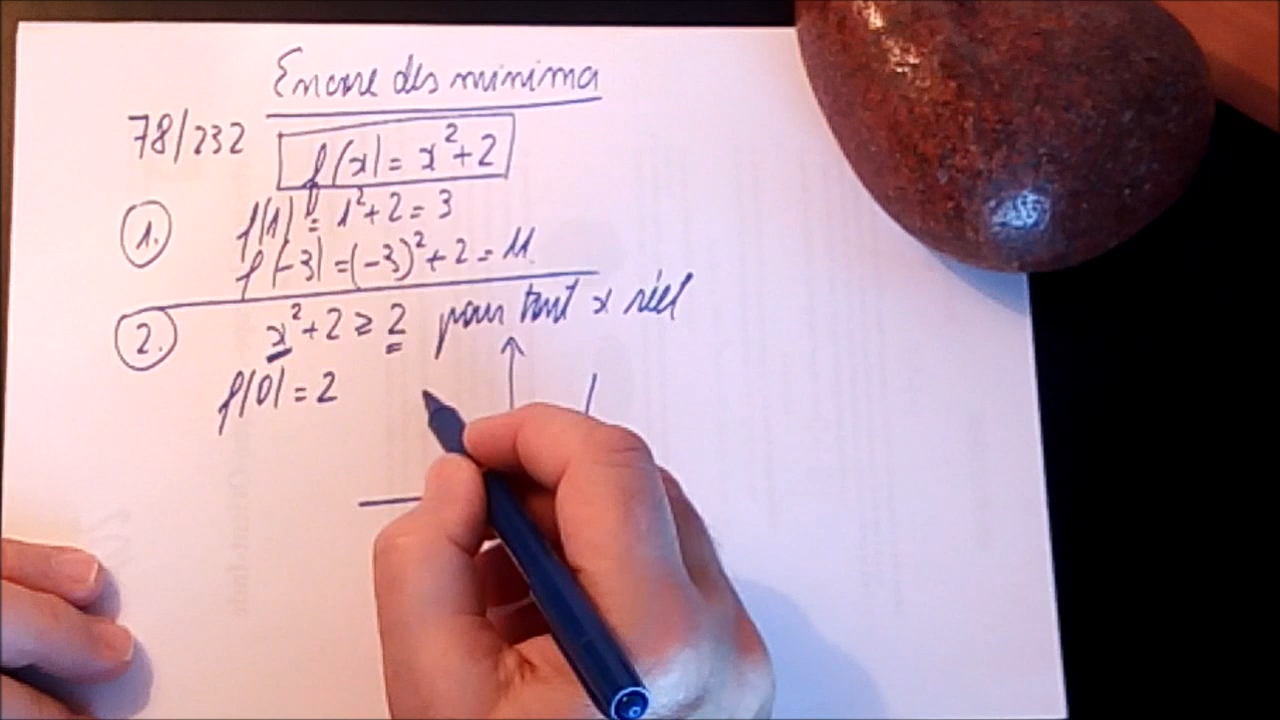 Encore des minima
78/232
f(x) = x²+2
1. f(1) = 1²+2=3
f(-3) =(-3)²+2=11
2. x²+2 ≥ 2 pour tout x réel
f(0)=2